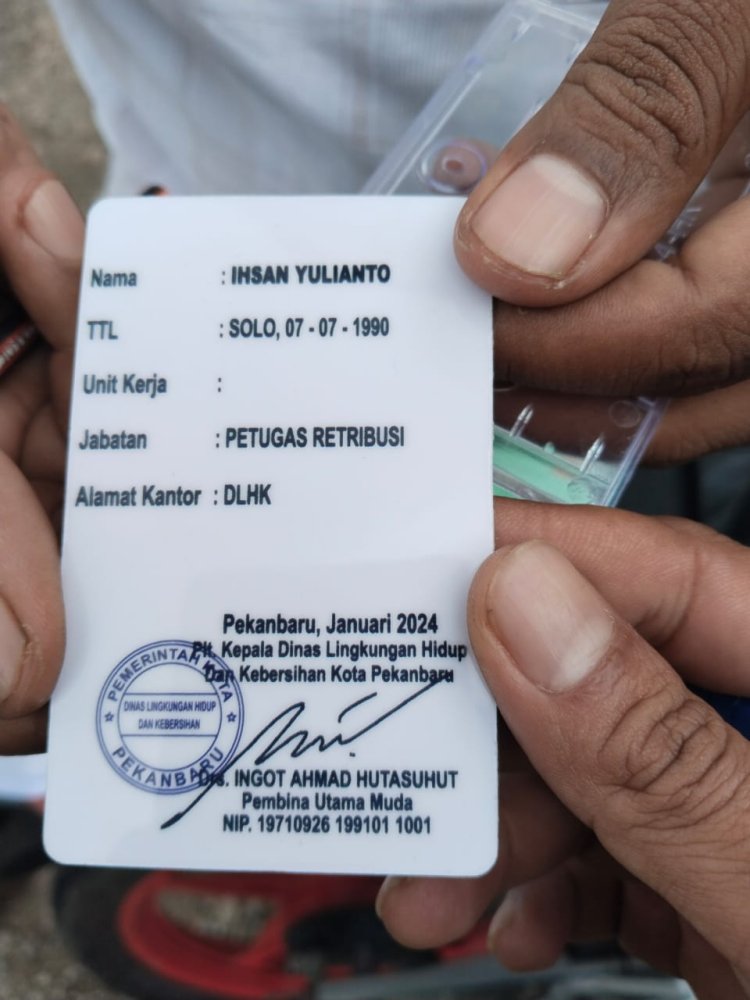 Nama : IHSAN YULIANTO
TTL : SOLO, 07 - 07 - 1990
Unit Kerja :
Jabatan : PETUGAS RETRIBUSI
Alamat Kantor : DLHK
Pekanbaru, Januari 2024
Plt. Kepala Dinas Lingkungan Hidup
Dan Kebersihan Kota Pekanbaru
PEMERINTAH KOTA
DINAS LINGKUNGAN HIDUP
DAN KEBERSIHAN
PEKANBARU
Drs. INGOT AHMAD HUTASUHUT
Pembina Utama Muda
NIP. 19710926 199101 1001